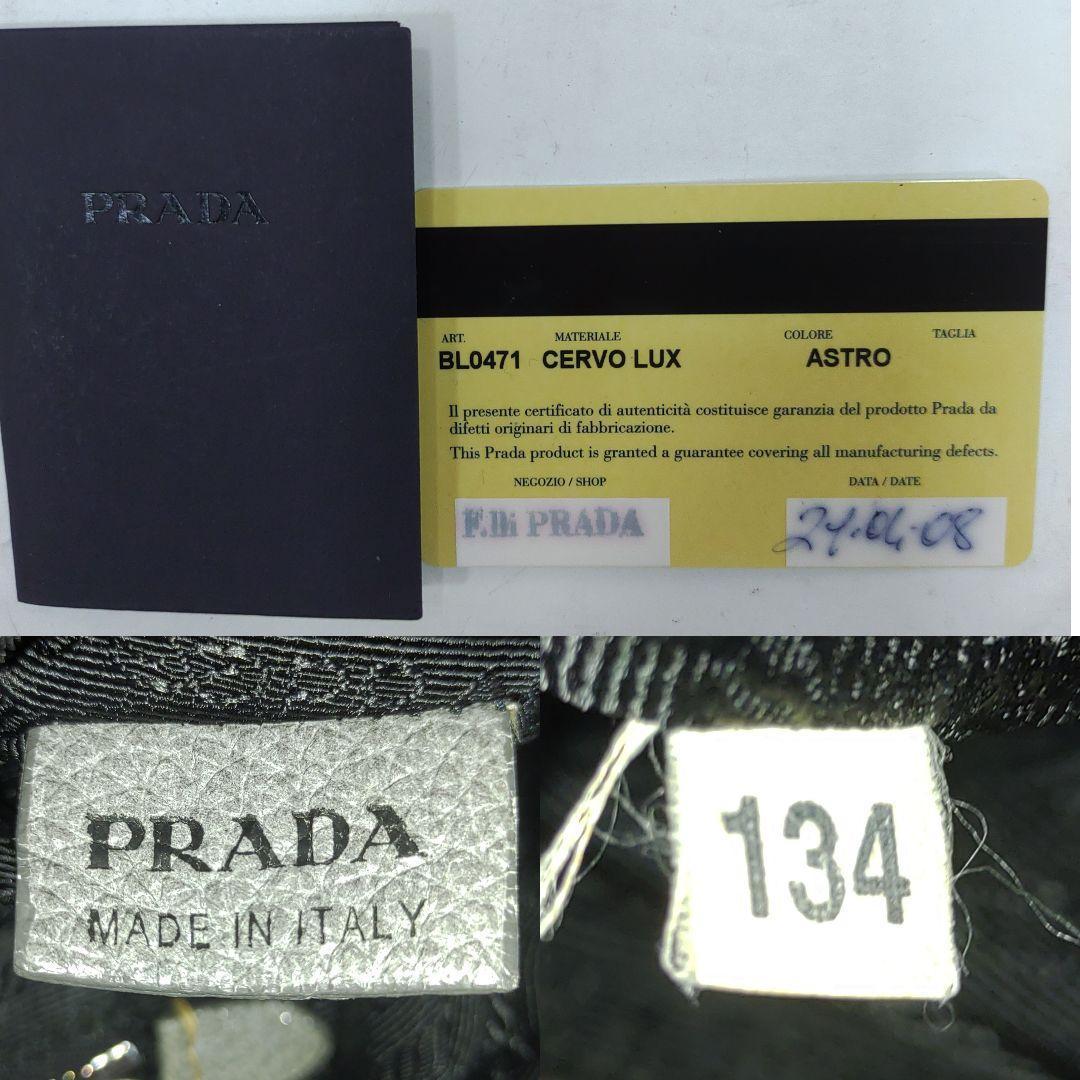 PRADA
ART. MATERIALE COLORE TAGLIA
BL0471 CERVO LUX ASTRO
Il presente certificato di autenticità costituisce garanzia del prodotto Prada da
difetti originari di fabbricazione.
This Prada product is granted a guarantee covering all manufacturing defects.
NEGOZIO / SHOP DATA / DATE
F.lli PRADA 24·04·08
PRADA
MADE IN ITALY
134